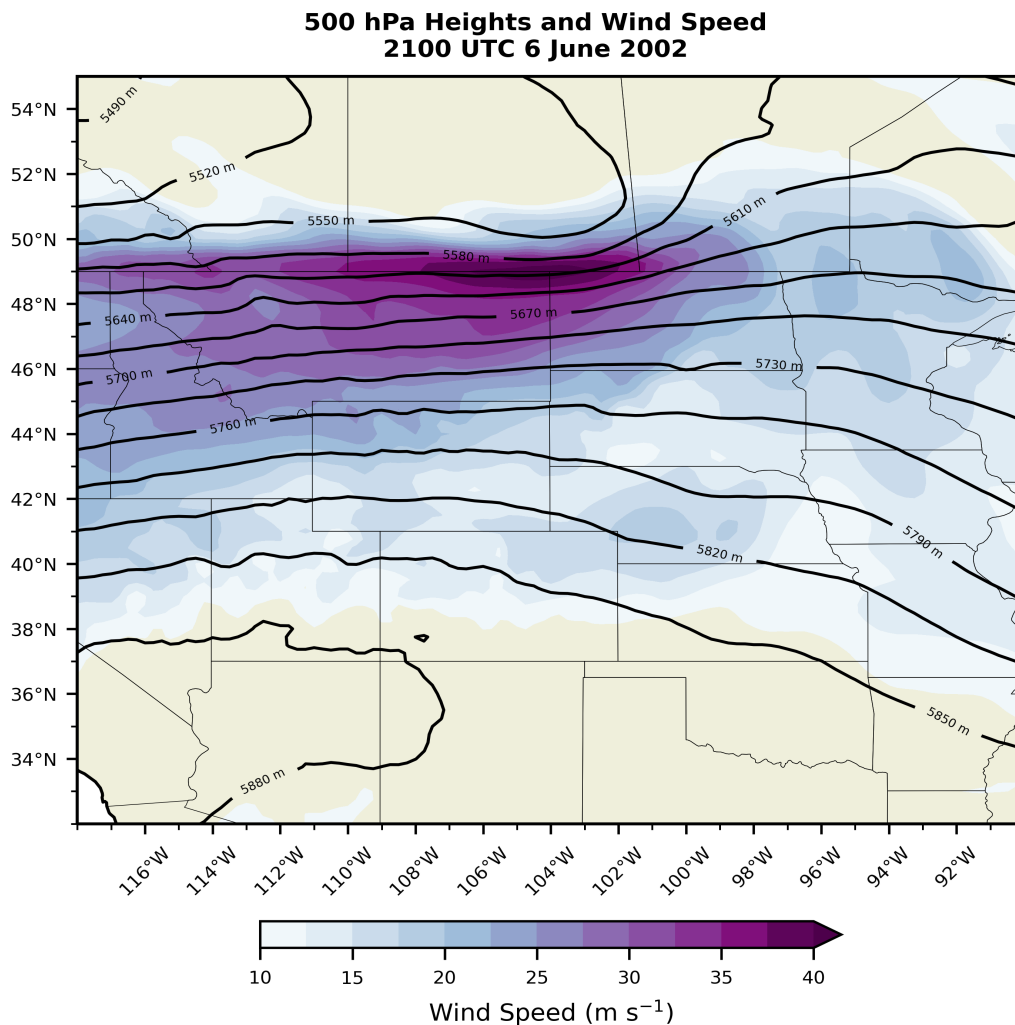 500 hPa Heights and Wind Speed
2100 UTC 6 June 2002
54°N
52°N
50°N
48°N
46°N
44°N
42°N
40°N
38°N
36°N
34°N
5490 m
5520 m
5550 m
5610 m
5580 m
5640 m
5670 m
5700 m
5730 m
5760 m
5790 m
5820 m
5850 m
5880 m
116°W
114°W
112°W
110°W
108°W
106°W
104°W
102°W
100°W
98°W
96°W
94°W
92°W
10
15
20
25
30
35
40
Wind Speed (m s⁻¹)